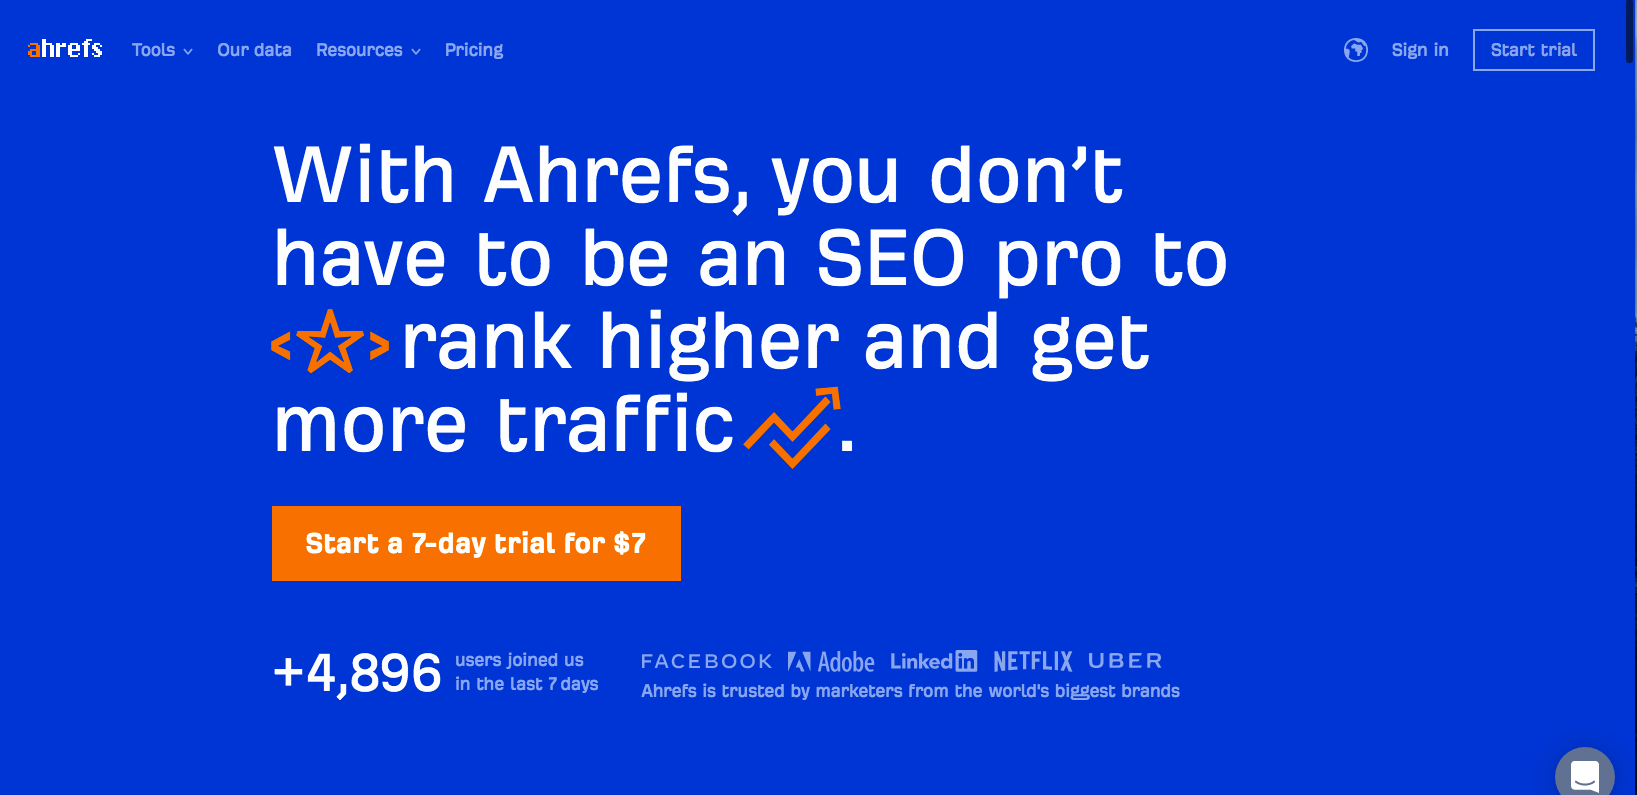 ahrefs Tools Our data Resources Pricing Sign in Start trial
With Ahrefs, you don’t
have to be an SEO pro to
<☆> rank higher and get
more traffic .
Start a 7-day trial for $7
+4,896
users joined us
in the last 7 days
FACEBOOK Adobe LinkedIn NETFLIX UBER
Ahrefs is trusted by marketers from the world's biggest brands